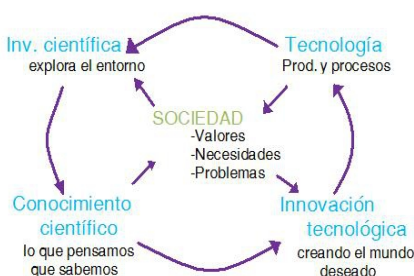 Inv. científica
explora el entorno
Tecnología
Prod. y procesos
SOCIEDAD
-Valores
-Necesidades
-Problemas
Conocimiento
científico
lo que pensamos
que sabemos
Innovación
tecnológica
creando el mundo
deseado